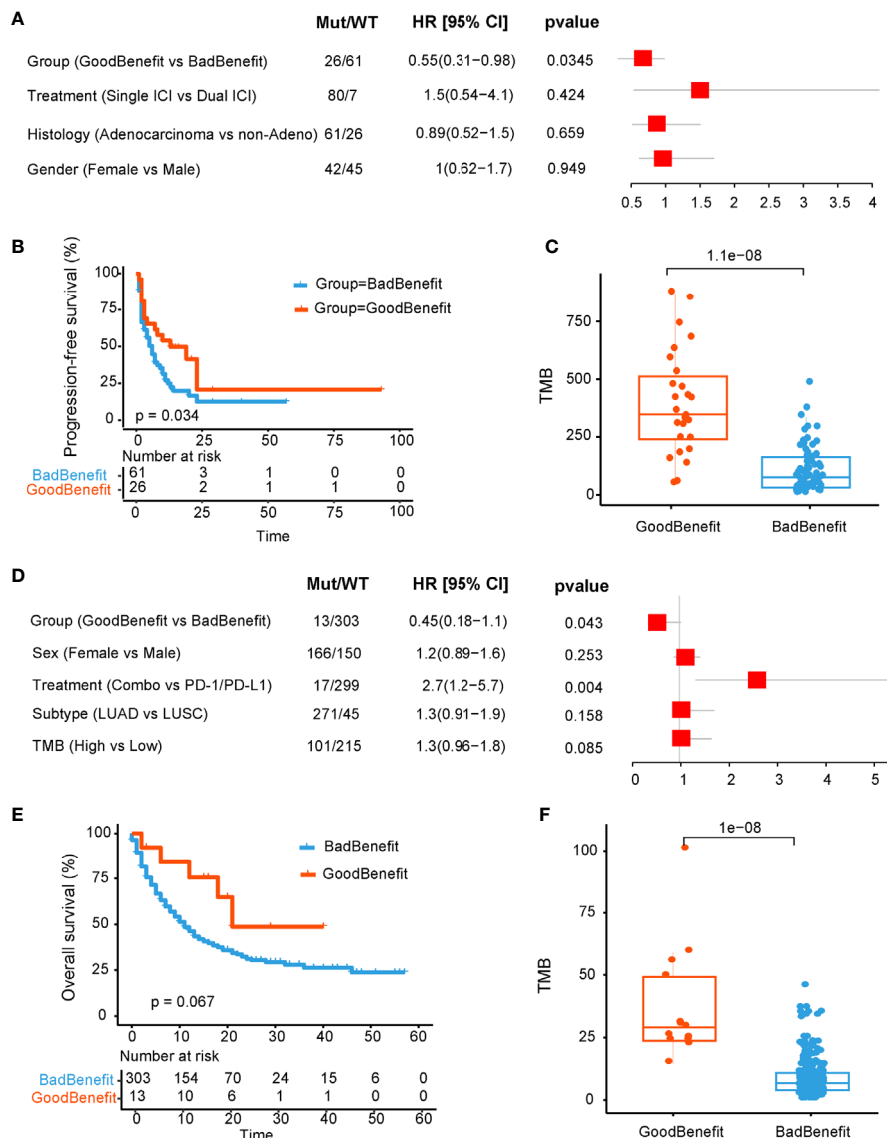 A
Mut/WT HR [95% CI] pvalue
Group (GoodBenefit vs BadBenefit) 26/61 0.55(0.31−0.98) 0.0345
Treatment (Single ICI vs Dual ICI) 80/7 1.5(0.54−4.1) 0.424
Histology (Adenocarcinoma vs non-Adeno) 61/26 0.89(0.52−1.5) 0.659
Gender (Female vs Male) 42/45 1(0.62−1.7) 0.949
0.5 1 1.5 2 2.5 3 3.5 4
B
Progression-free survival (%)
100
75
50
25
0
Group=BadBenefit
Group=GoodBenefit
p = 0.034
0 25 50 75 100
Number at risk
BadBenefit 61 3 1 0 0
GoodBenefit 26 2 1 1 0
0 25 50 75 100
Time
C
1.1e−08
TMB
750
500
250
0
GoodBenefit BadBenefit
D
Mut/WT HR [95% CI] pvalue
Group (GoodBenefit vs BadBenefit) 13/303 0.45(0.18−1.1) 0.043
Sex (Female vs Male) 166/150 1.2(0.89−1.6) 0.253
Treatment (Combo vs PD-1/PD-L1) 17/299 2.7(1.2−5.7) 0.004
Subtype (LUAD vs LUSC) 271/45 1.3(0.91−1.9) 0.158
TMB (High vs Low) 101/215 1.3(0.96−1.8) 0.085
0 1 2 3 4 5
E
Overall survival (%)
100
75
50
25
0
BadBenefit
GoodBenefit
p = 0.067
0 10 20 30 40 50 60
Number at risk
BadBenefit 303 154 70 24 15 6 0
GoodBenefit 13 10 6 1 1 0 0
0 10 20 30 40 50 60
Time
F
1e−08
TMB
100
75
50
25
0
GoodBenefit BadBenefit